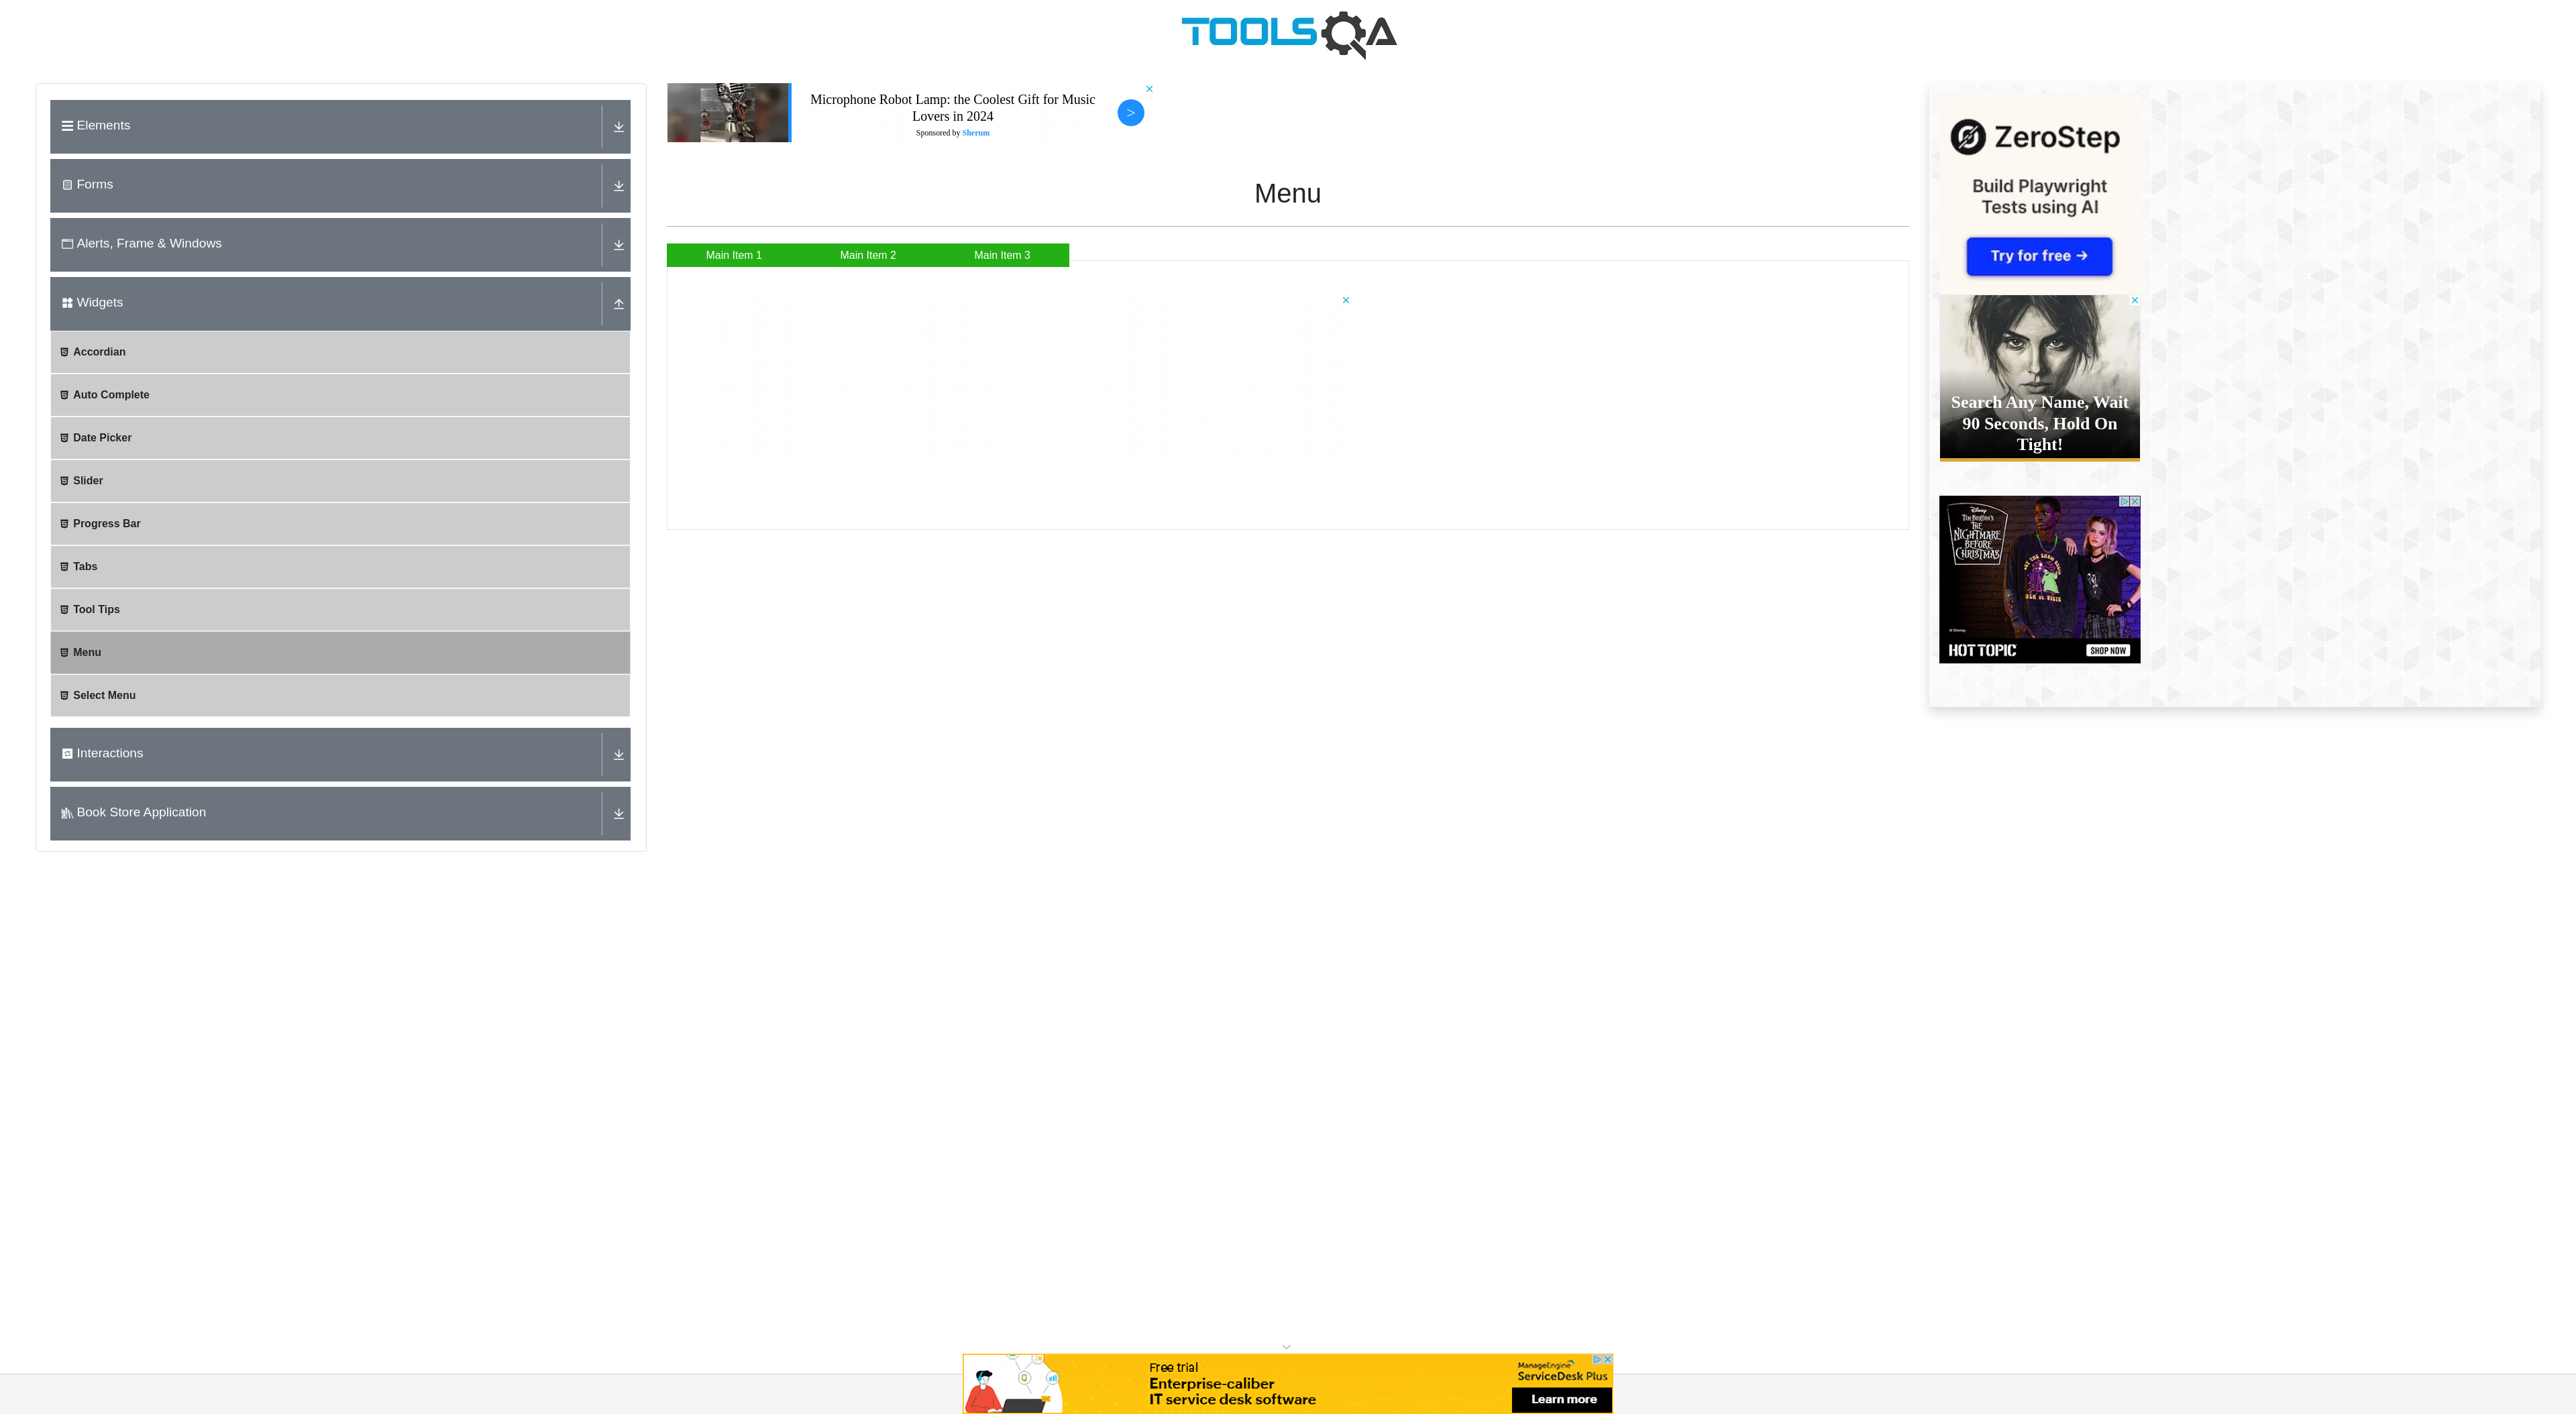 TOOLSQA
Elements
Forms
Alerts, Frame & Windows
Widgets
Accordian
Auto Complete
Date Picker
Slider
Progress Bar
Tabs
Tool Tips
Menu
Select Menu
Interactions
Book Store Application
Microphone Robot Lamp: the Coolest Gift for Music
Lovers in 2024
Sponsored by Sherum
>
Menu
Main Item 1 Main Item 2 Main Item 3
ZeroStep
Build Playwright
Tests using AI
Try for free →
Search Any Name, Wait
90 Seconds, Hold On
Tight!
Disney
TIM BURTON'S
THE
NIGHTMARE
BEFORE
CHRISTMAS
© Disney
HOT TOPIC
SHOP NOW
Free trial
Enterprise-caliber
IT service desk software
ManageEngine
ServiceDesk Plus
Learn more